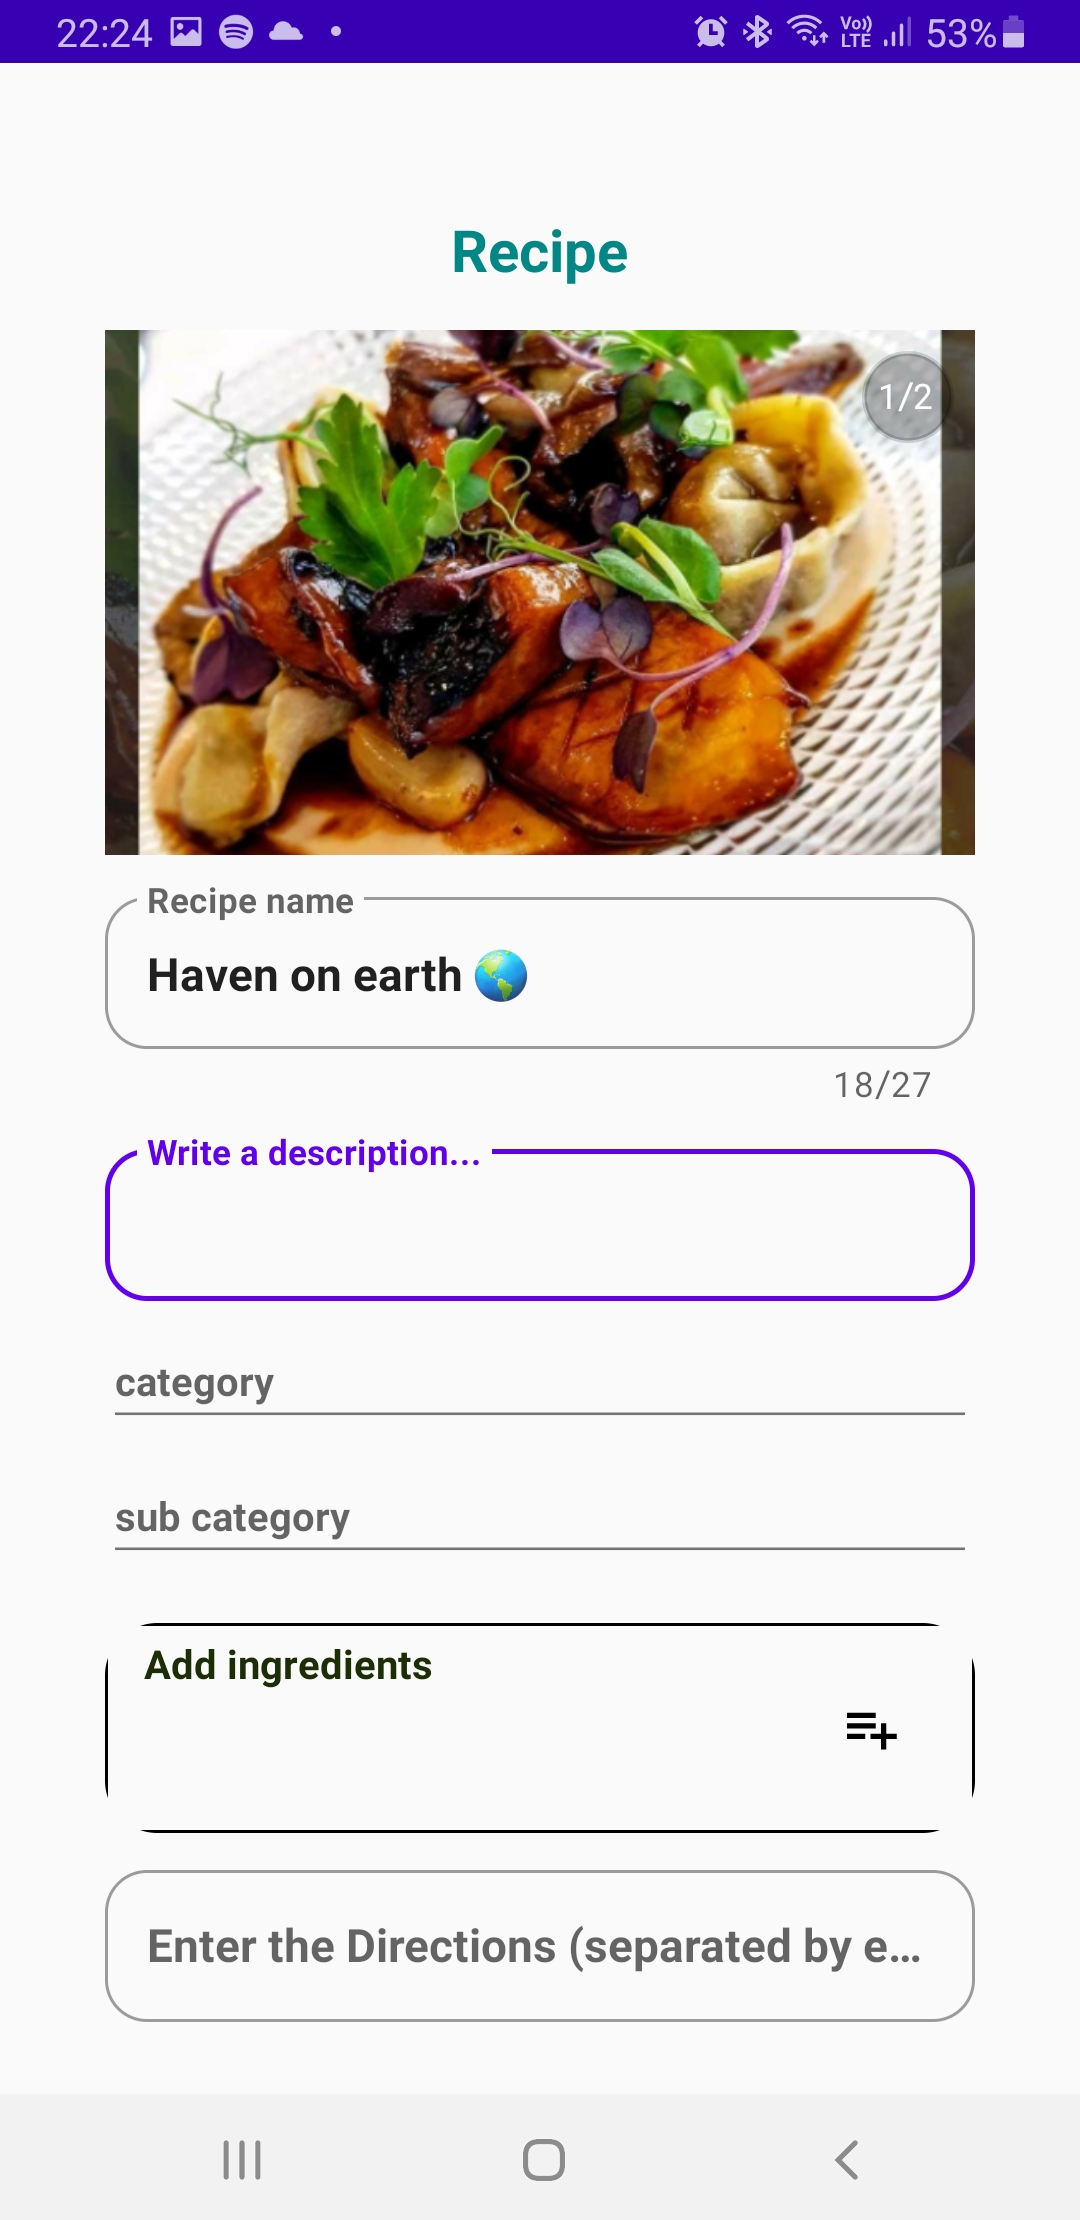 22:24 Vo)) LTE 53%
Recipe
1/2
Recipe name
Haven on earth 🌎
18/27
Write a description...
category
sub category
Add ingredients
Enter the Directions (separated by e...